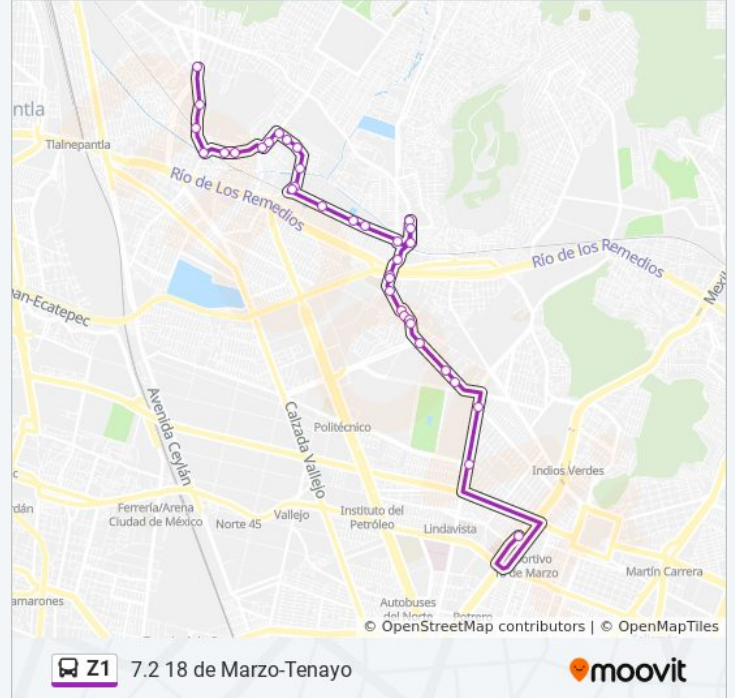 ntla
Tlalnepantla
Río de Los Remedios
Río de los Remedios
an-Ecatepec
Avenida Ceylán
Calzada Vallejo
Politécnico
Indios Verdes
Ferrería/Arena
Ciudad de México
Norte 45
Vallejo
Instituto del
Petróleo
Lindavista
de Marzo
Martín Carrera
amarones
Autobuses
del Norte
Potrero
© OpenStreetMap contributors | © OpenMapTiles
Z1
7.2 18 de Marzo-Tenayo
moovit